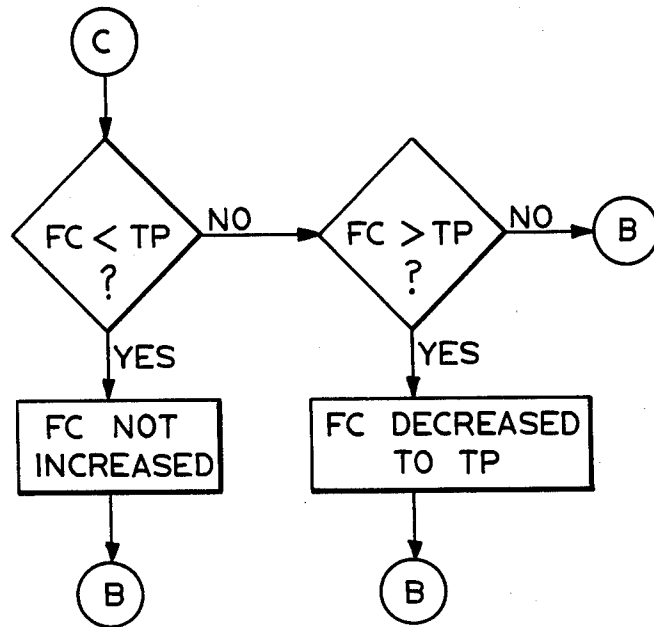 C
FC < TP
?
NO
FC > TP
?
NO
B
YES
YES
FC NOT
INCREASED
FC DECREASED
TO TP
B
B